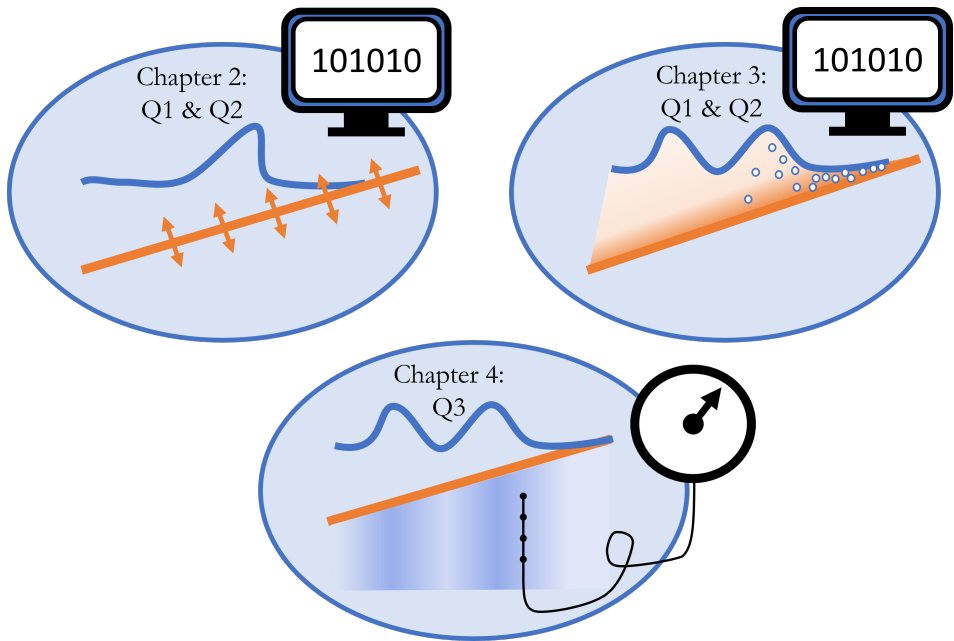 Chapter 2:
Q1 & Q2
101010
Chapter 3:
Q1 & Q2
101010
Chapter 4:
Q3